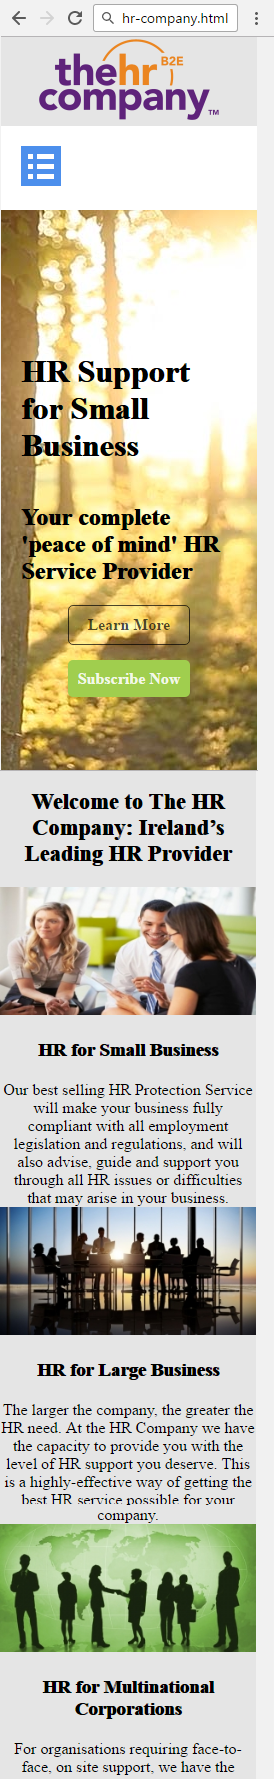 hr-company.html
thehr B2E
company™
HR Support
for Small
Business
Your complete
'peace of mind' HR
Service Provider
Learn More
Subscribe Now
Welcome to The HR
Company: Ireland’s
Leading HR Provider
HR for Small Business
Our best selling HR Protection Service
will make your business fully
compliant with all employment
legislation and regulations, and will
also advise, guide and support you
through all HR issues or difficulties
that may arise in your business.
HR for Large Business
The larger the company, the greater the
HR need. At the HR Company we have
the capacity to provide you with the
level of HR support you deserve. This
is a highly-effective way of getting the
best HR service possible for your
company.
HR for Multinational
Corporations
For organisations requiring face-to-
face, on site support, we have the